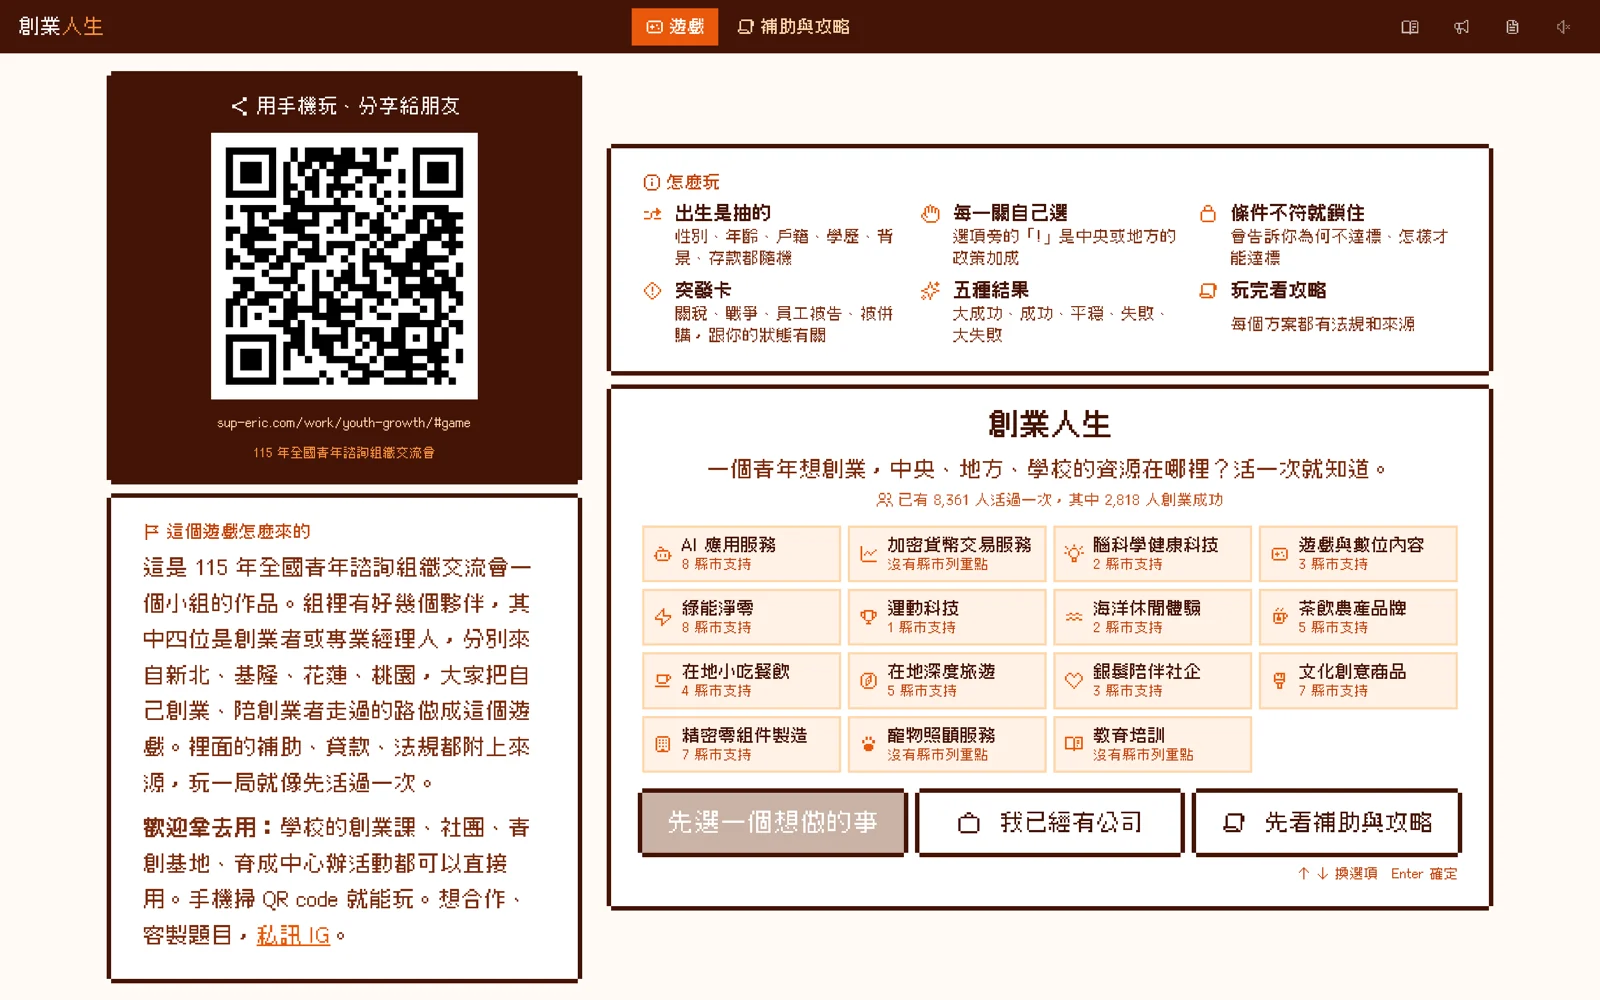 創業人生
遊戲
補助與攻略
用手機玩、分享給朋友
sup-eric.com/work/youth-growth/#game
115 年全國青年諮詢組織交流會
這個遊戲怎麼來的
這是 115 年全國青年諮詢組織交流會一
個小組的作品。組裡有好幾個夥伴，其
中四位是創業者或專業經理人，分別來
自新北、基隆、花蓮、桃園，大家把自
己創業、陪創業者走過的路做成這個遊
戲。裡面的補助、貸款、法規都附上來
源，玩一局就像先活過一次。
歡迎拿去用：學校的創業課、社團、青
創基地、育成中心辦活動都可以直接
用。手機掃 QR code 就能玩。想合作、
客製題目，私訊 IG。
怎麼玩
出生是抽的
性別、年齡、戶籍、學歷、背
景、存款都隨機
每一關自己選
選項旁的「!」是中央或地方的
政策加成
條件不符就鎖住
會告訴你為何不達標、怎樣才
能達標
突發卡
關稅、戰爭、員工被告、被併
購，跟你的狀態有關
五種結果
大成功、成功、平穩、失敗、
大失敗
玩完看攻略
每個方案都有法規和來源
創業人生
一個青年想創業，中央、地方、學校的資源在哪裡？活一次就知道。
已有 8,361 人活過一次，其中 2,818 人創業成功
AI 應用服務
8 縣市支持
加密貨幣交易服務
沒有縣市列重點
腦科學健康科技
2 縣市支持
遊戲與數位內容
3 縣市支持
綠能淨零
8 縣市支持
運動科技
1 縣市支持
海洋休閒體驗
2 縣市支持
茶飲農產品牌
5 縣市支持
在地小吃餐飲
4 縣市支持
在地深度旅遊
5 縣市支持
銀髮陪伴社企
3 縣市支持
文化創意商品
7 縣市支持
精密零組件製造
7 縣市支持
寵物照顧服務
沒有縣市列重點
教育培訓
沒有縣市列重點
先選一個想做的事
我已經有公司
先看補助與攻略
↑ ↓ 換選項 Enter 確定